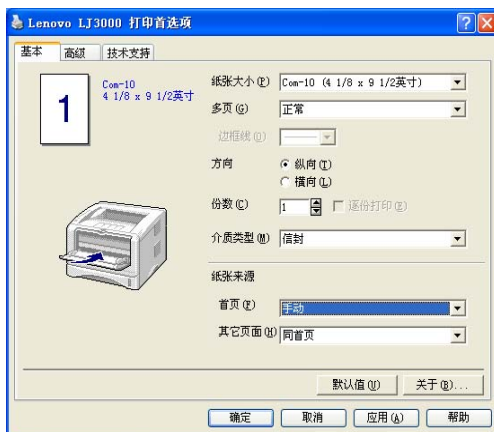 Lenovo LJ3000 打印首选项
基本 高级 技术支持
1
Com-10
4 1/8 x 9 1/2英寸
纸张大小(P) Com-10 (4 1/8 x 9 1/2英寸)
多页(G) 正常
边框线(O)
方向 纵向(T)
横向(L)
份数(C) 1 逐份打印(E)
介质类型(M) 信封
纸张来源
首页(F) 手动
其它页面(H) 同首页
默认值(U) 关于(B)...
确定 取消 应用(A) 帮助